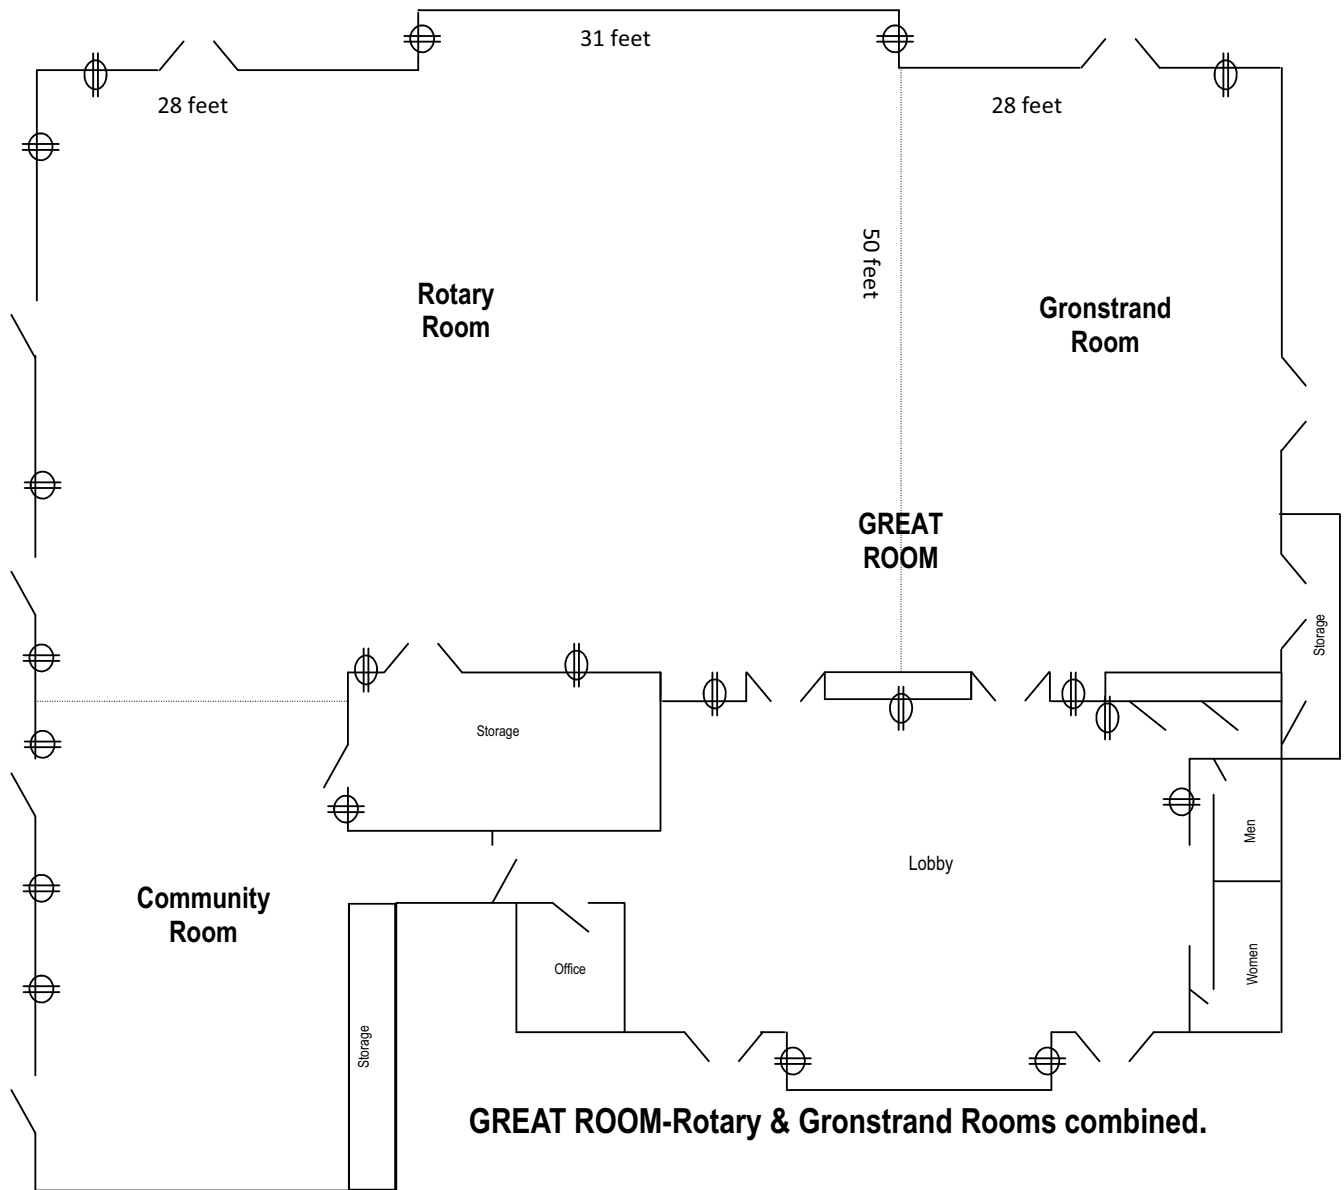 31 feet
28 feet
28 feet
50 feet
Rotary
Room
Gronstrand
Room
GREAT
ROOM
Storage
Storage
Men
Lobby
Community
Room
Women
Office
Storage
GREAT ROOM-Rotary & Gronstrand Rooms combined.